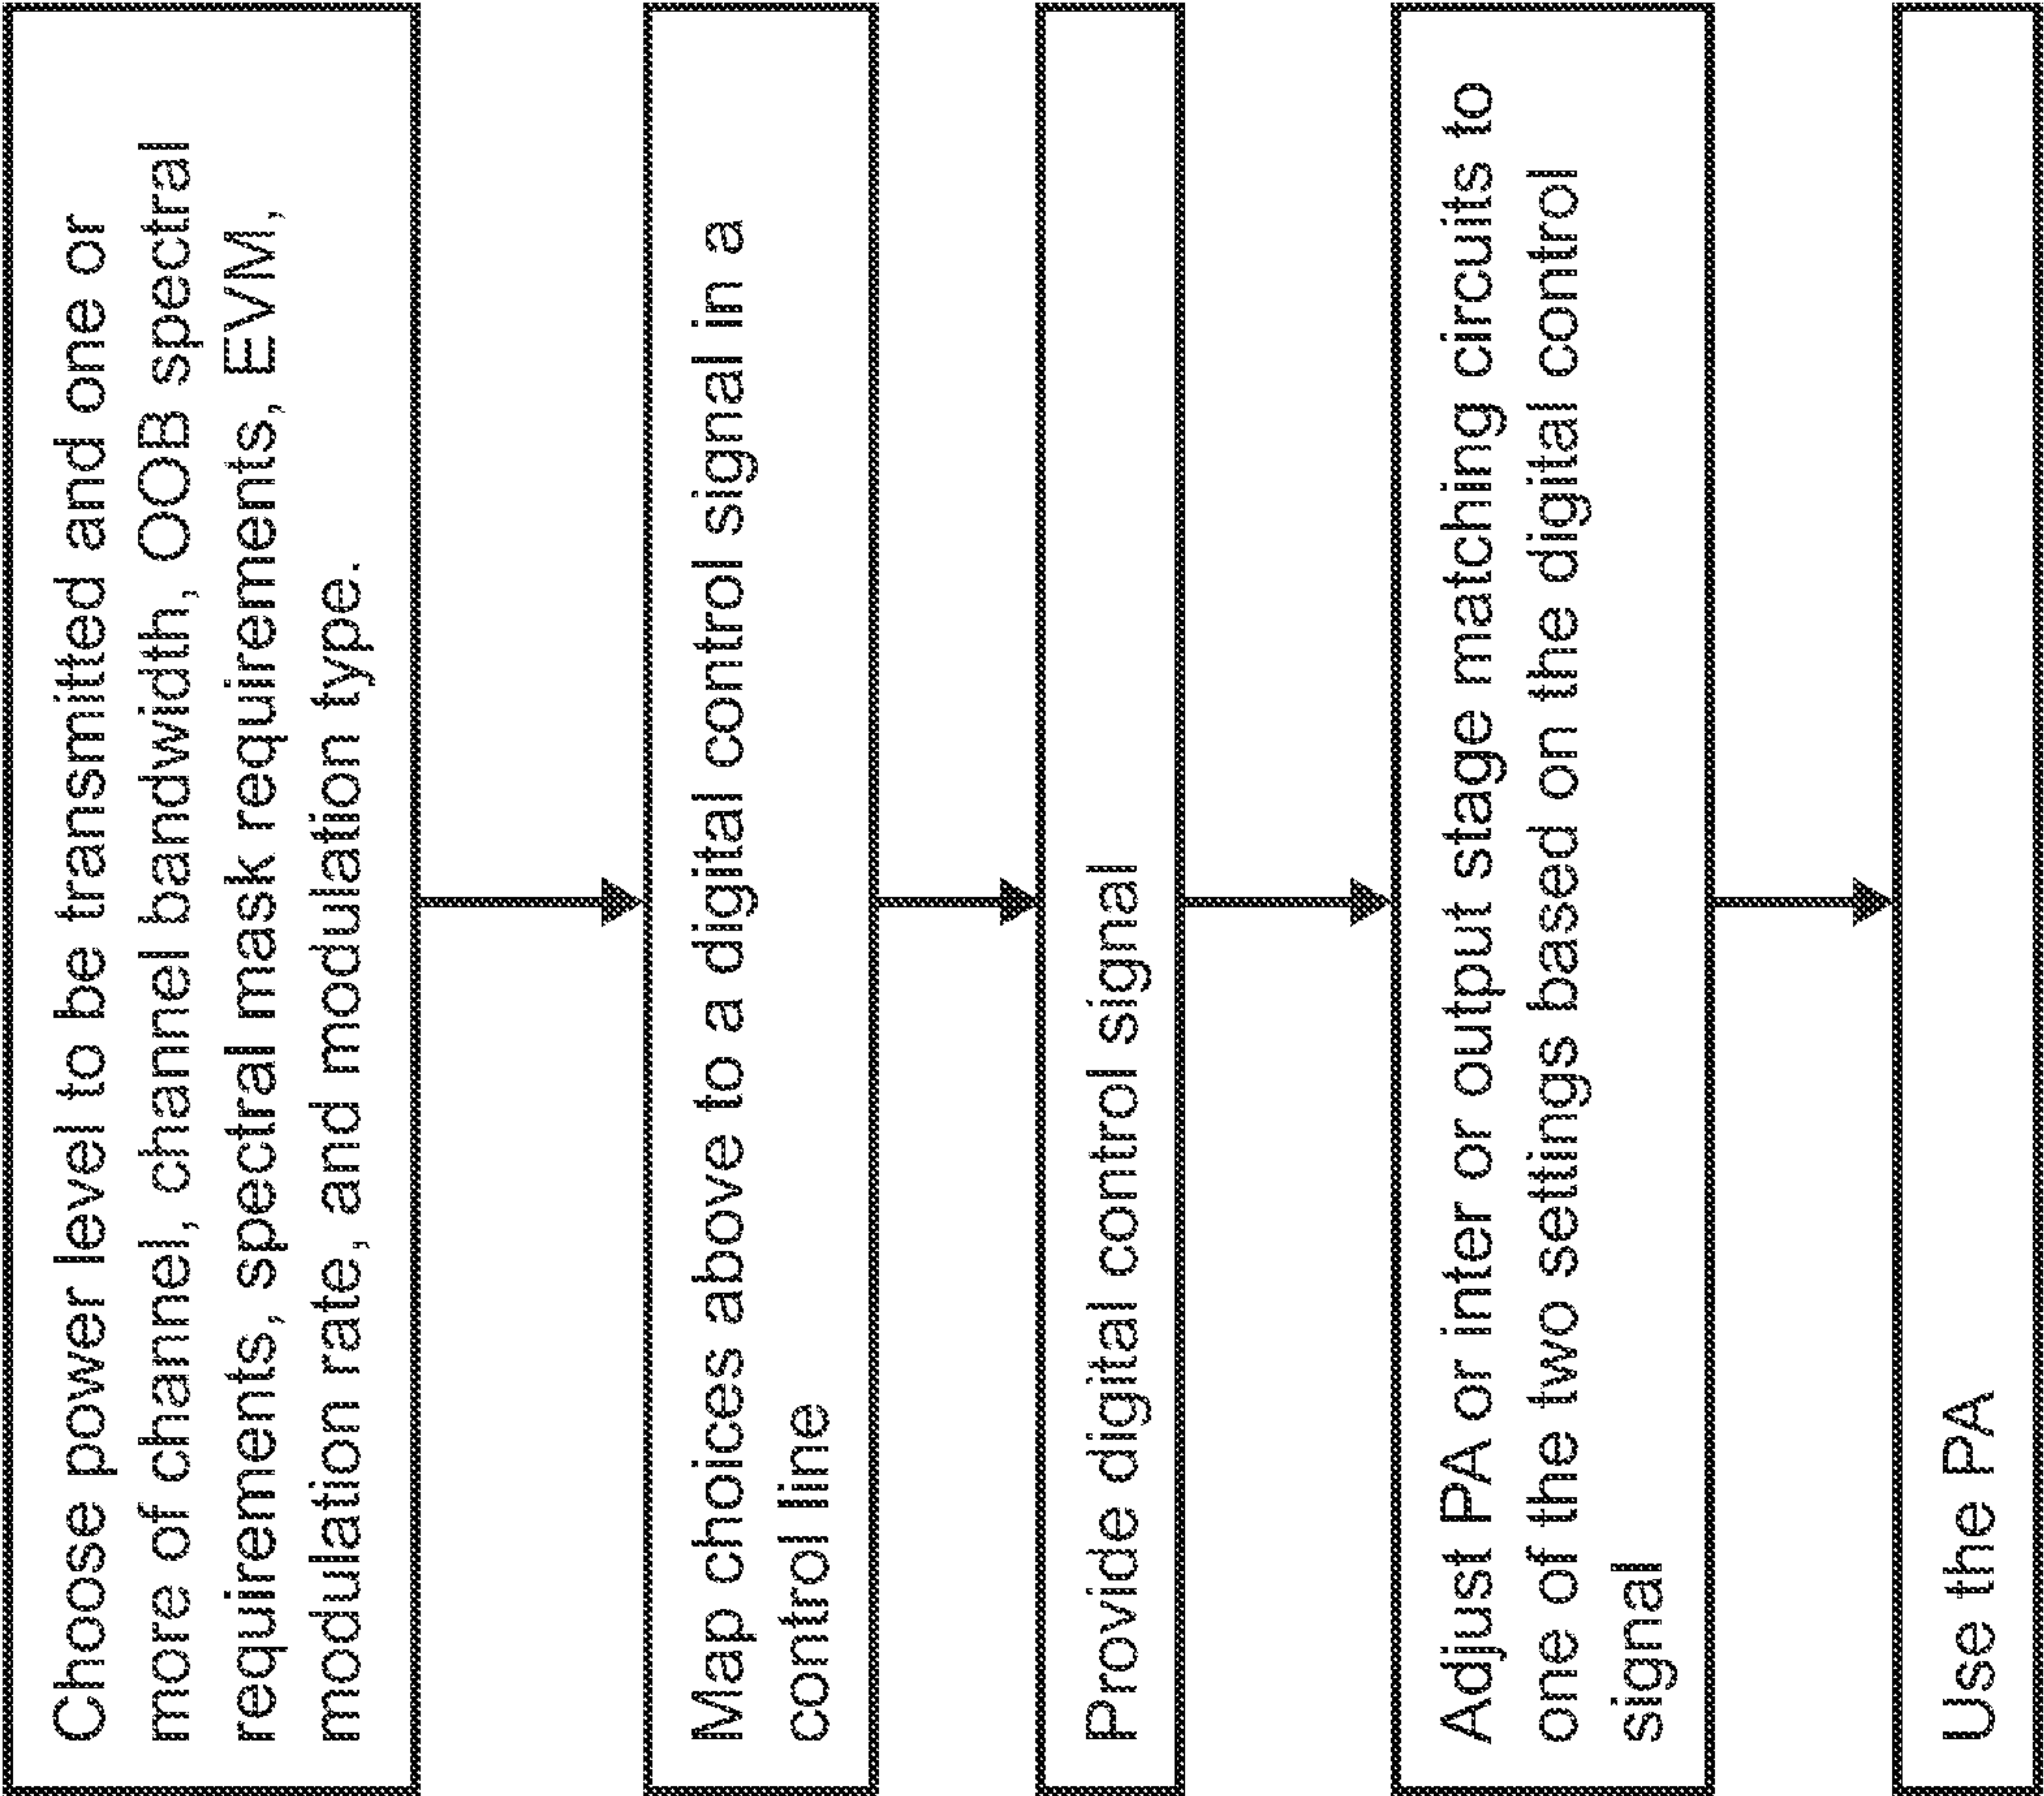 Choose power level to be transmitted and one or
more of channel, channel bandwidth, OOB spectral
requirements, spectral mask requirements, EVM,
modulation rate, and modulation type.
Map choices above to a digital control signal in a
control line
Provide digital control signal
Adjust PA or inter or output stage matching circuits to
one of the two settings based on the digital control
signal
Use the PA